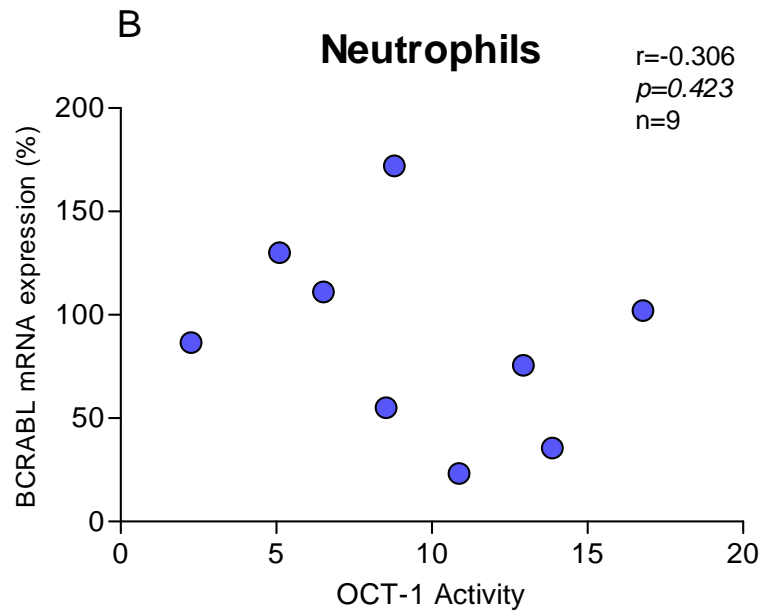 B
Neutrophils
r=-0.306
p=0.423
n=9
BCRABL mRNA expression (%)
200
150
100
50
0
0 5 10 15 20
OCT-1 Activity